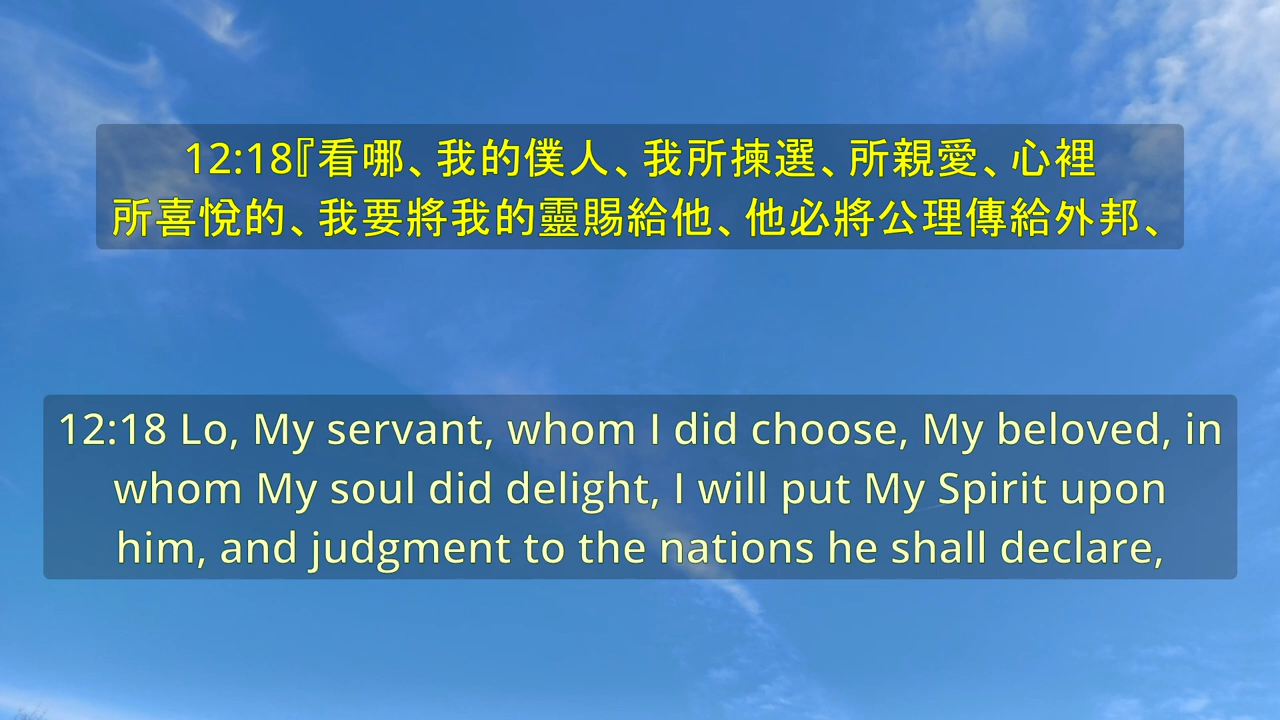 12:18『看哪、我的僕人、我所揀選、所親愛、心裡
所喜悅的、我要將我的靈賜給他、他必將公理傳給外邦、
12:18 Lo, My servant, whom I did choose, My beloved, in
whom My soul did delight, I will put My Spirit upon
him, and judgment to the nations he shall declare,